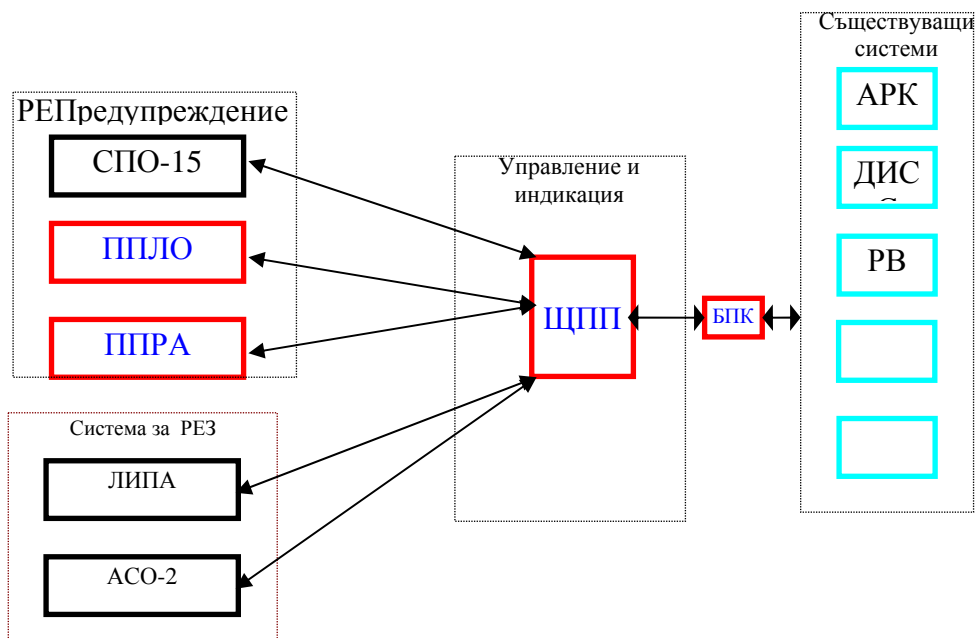 Съществуващи
системи
АРК
ДИС
РВ
РЕПредупреждение
СПО-15
ППЛО
ППРА
Управление и
индикация
ЩПП
БПК
Система за РЕЗ
ЛИПА
АСО-2